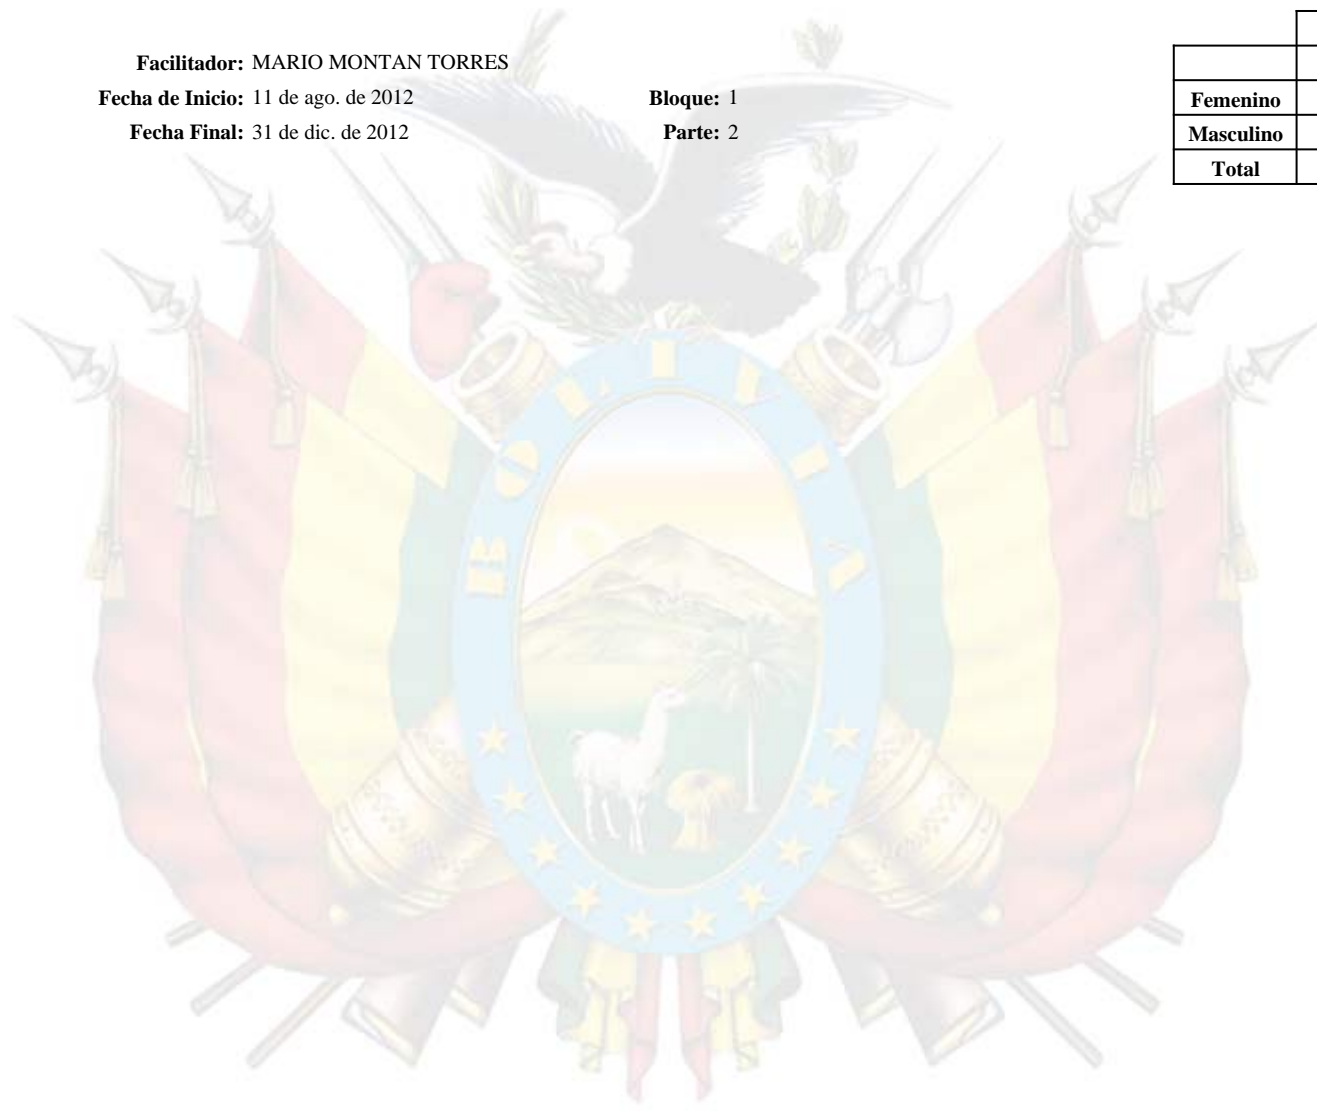 Facilitador: MARIO MONTAN TORRES
Fecha de Inicio: 11 de ago. de 2012 Bloque: 1
Fecha Final: 31 de dic. de 2012 Parte: 2
Femenino
Masculino
Total
BOLIVIA